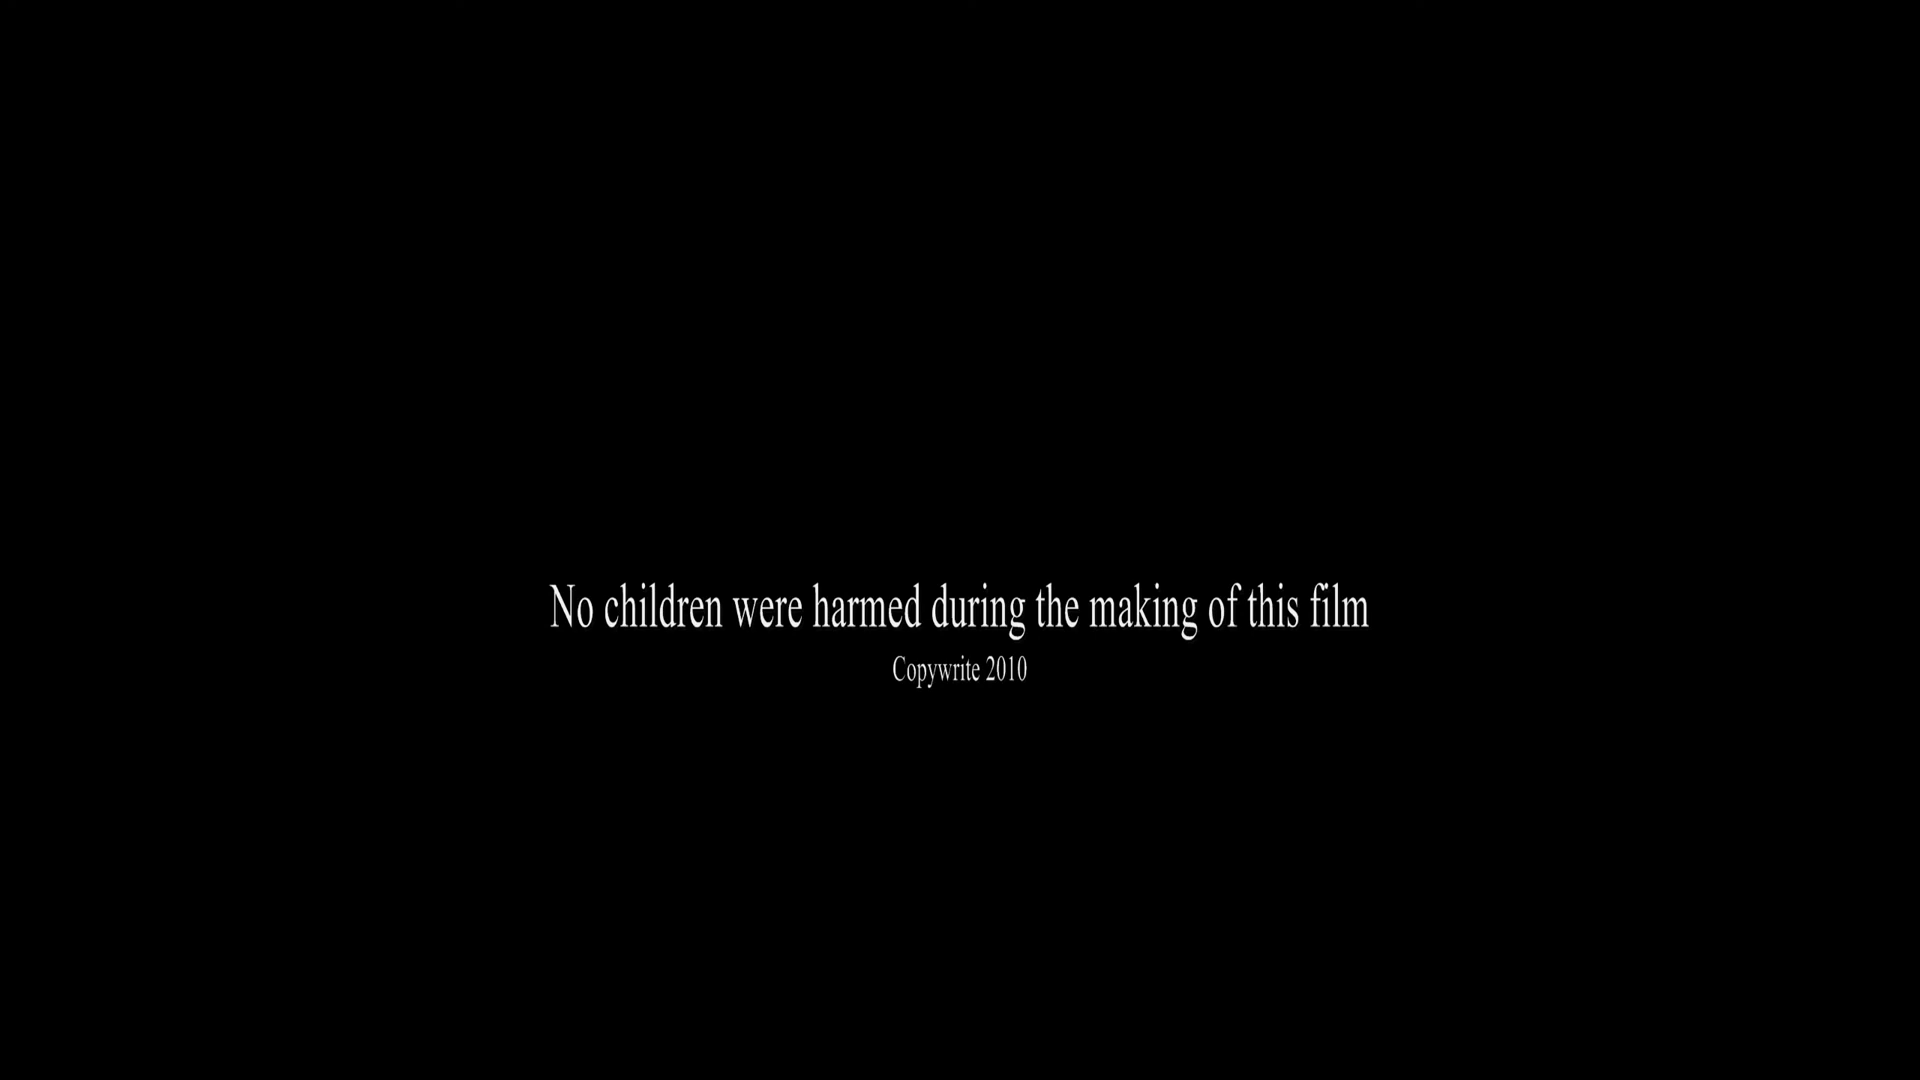 No children were harmed during the making of this film
Copywrite 2010